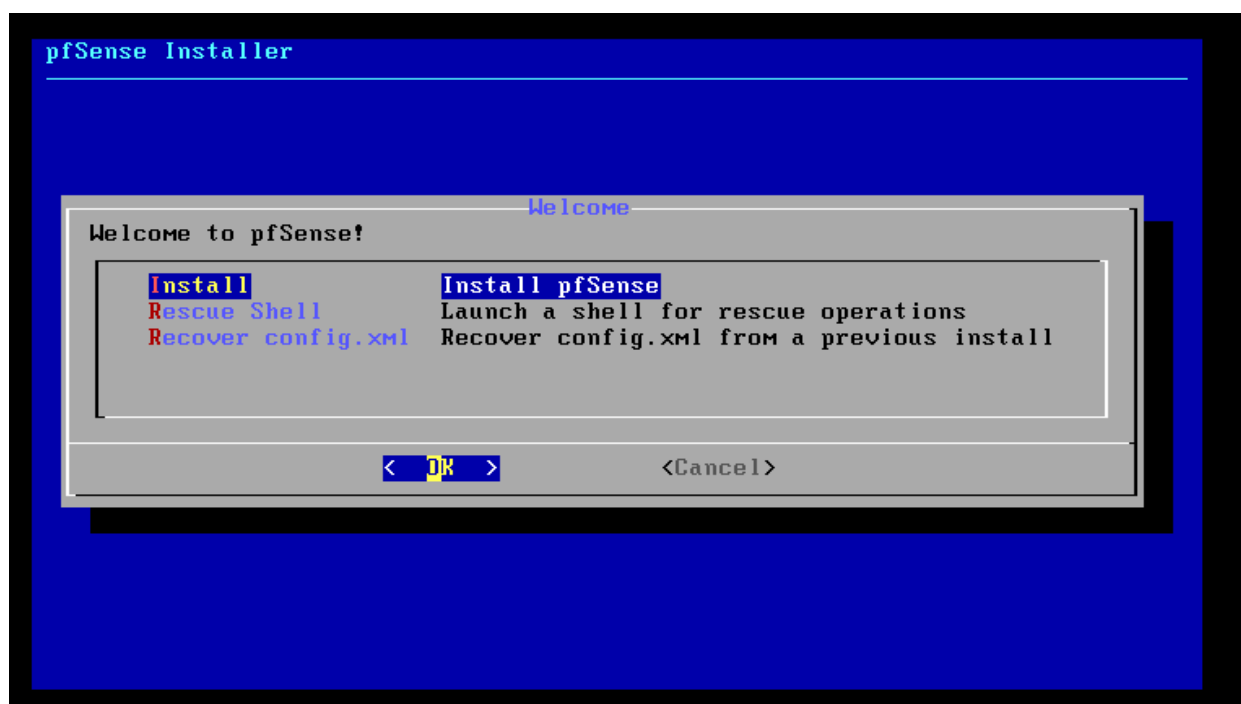 pfSense Installer
Welcome
Welcome to pfSense!
Install Install pfSense
Rescue Shell Launch a shell for rescue operations
Recover config.xml Recover config.xml from a previous install
< OK > <Cancel>